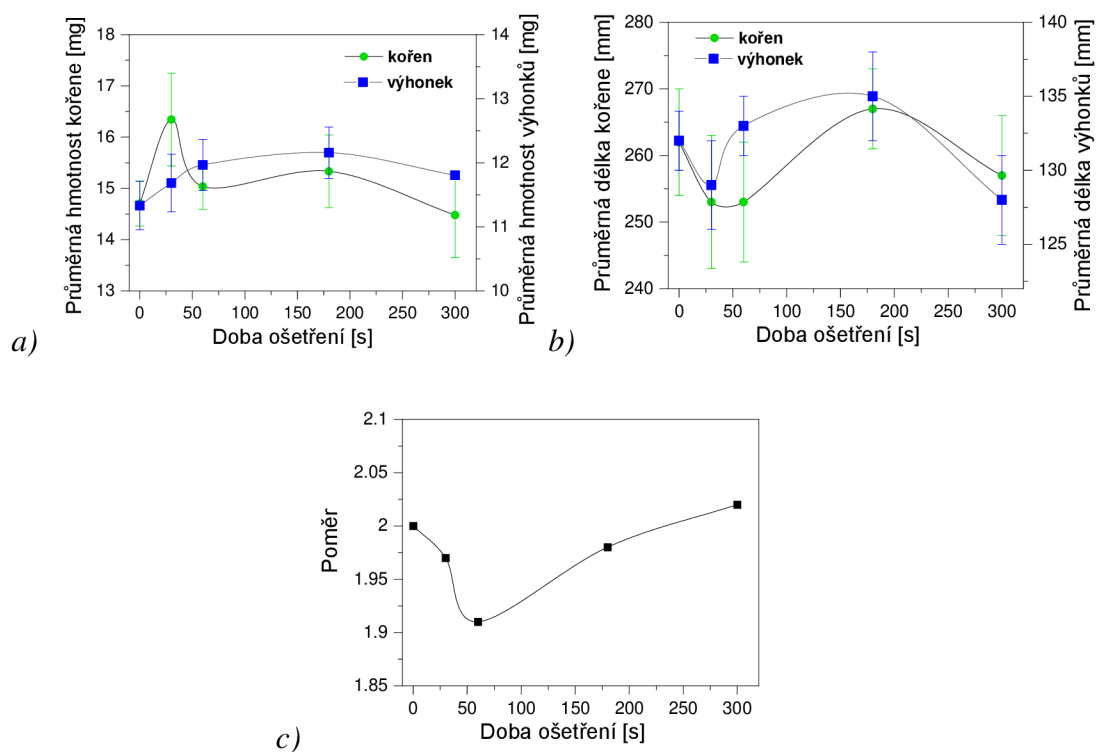 18
17
16
15
14
13
Průměrná hmotnost kořene [mg]
kořen
výhonek
14
13
12
11
10
Průměrná hmotnost výhonků [mg]
0 50 100 150 200 250 300
Doba ošetření [s]
a)
280
270
260
250
240
Průměrná délka kořene [mm]
kořen
výhonek
140
135
130
125
Průměrná délka výhonků [mm]
0 50 100 150 200 250 300
Doba ošetření [s]
b)
2.1
2.05
2
1.95
1.9
1.85
Poměr
0 50 100 150 200 250 300
Doba ošetření [s]
c)